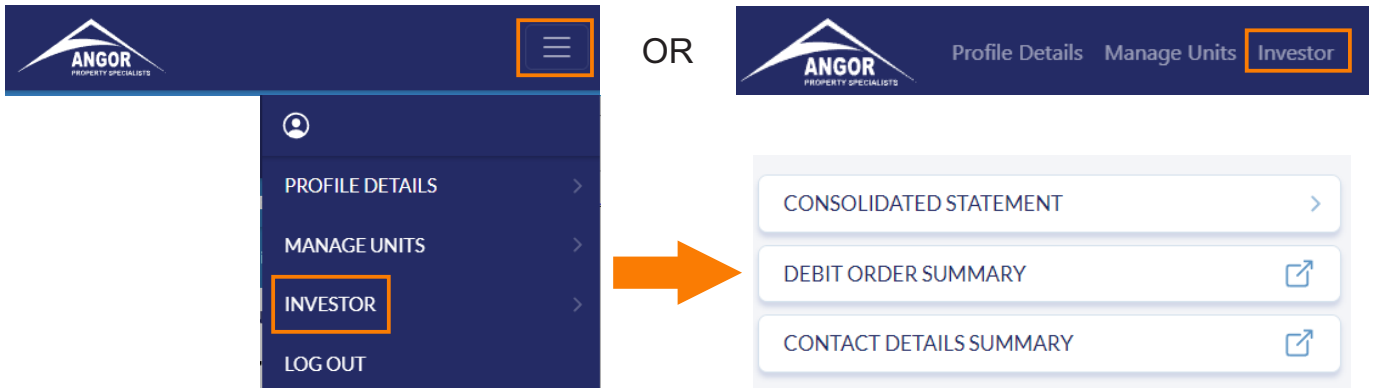 ANGOR
PROPERTY SPECIALISTS
OR
ANGOR
PROPERTY SPECIALISTS
Profile Details Manage Units Investor
PROFILE DETAILS
MANAGE UNITS
INVESTOR
LOG OUT
CONSOLIDATED STATEMENT
DEBIT ORDER SUMMARY
CONTACT DETAILS SUMMARY